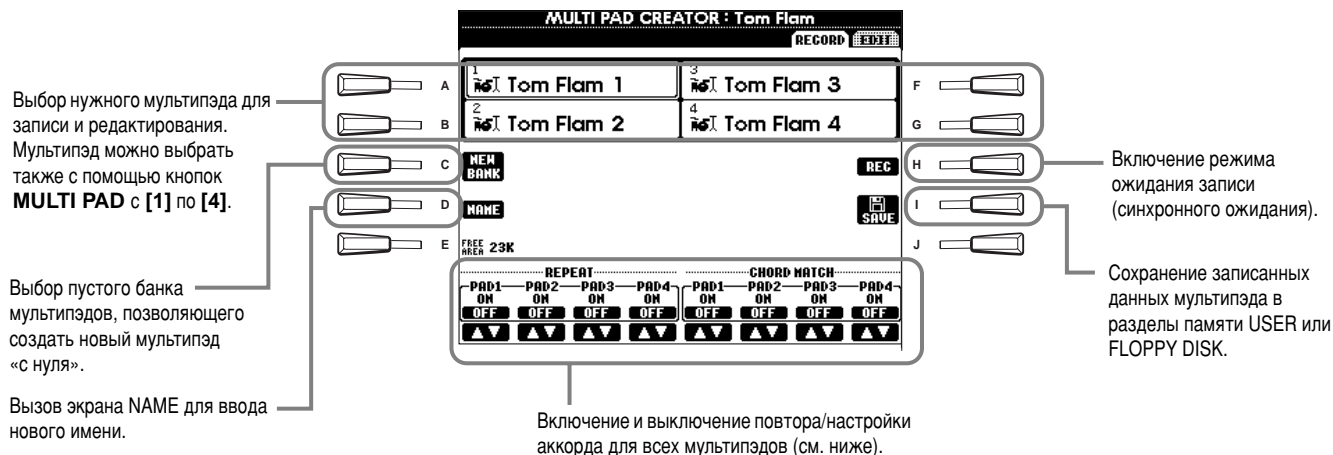 MULTI PAD CREATOR : Tom Flam
RECORD EDIT
1 Tom Flam 1
3 Tom Flam 3
2 Tom Flam 2
4 Tom Flam 4
A
B
C
D
E
F
G
H
I
J
NEW
BANK
REC
NAME
SAVE
FREE
AREA 23K
REPEAT
CHORD MATCH
PAD1 PAD2 PAD3 PAD4 PAD1 PAD2 PAD3 PAD4
ON ON ON ON ON ON ON ON
OFF OFF OFF OFF OFF OFF OFF OFF
Выбор нужного мультипэда для
записи и редактирования.
Мультипэд можно выбрать
также с помощью кнопок
MULTI PAD с [1] по [4].
Выбор пустого банка
мультипэдов, позволяющего
создать новый мультипэд
«с нуля».
Вызов экрана NAME для ввода
нового имени.
Включение режима
ожидания записи
(синхронного ожидания).
Сохранение записанных
данных мультипэда в
разделы памяти USER или
FLOPPY DISK.
Включение и выключение повтора/настройки
аккорда для всех мультипэдов (см. ниже).